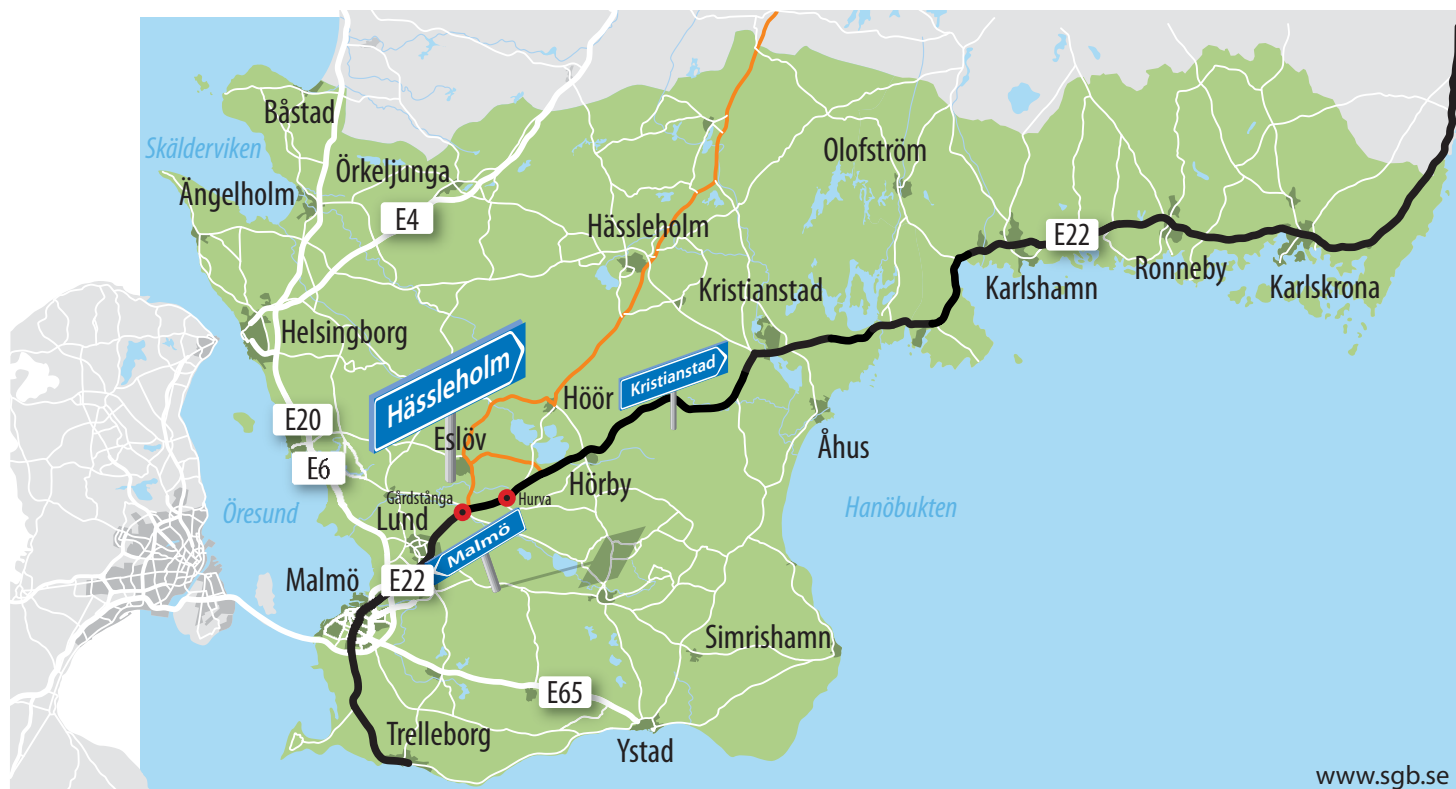 Båstad
Skälderviken
Örkeljunga
Olofström
Ängelholm
E4
Hässleholm
E22
Ronneby
Karlskrona
Karlshamn
Kristianstad
Helsingborg
Hässleholm
Kristianstad
Höör
E20
Eslöv
Åhus
E6
Hörby
Gårdstånga
Hurva
Öresund
Lund
Hanöbukten
Malmö
Malmö
E22
Simrishamn
E65
Trelleborg
Ystad
www.sgb.se